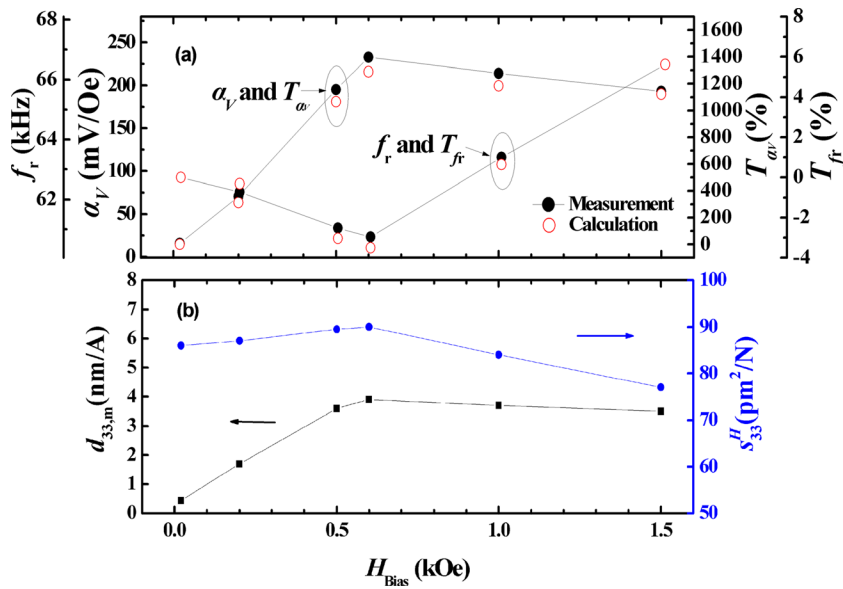 (a)
68
66
64
62
f_r (kHz)
250
200
150
100
50
0
α_V (mV/Oe)
α_V and T_αv
f_r and T_fr
Measurement
Calculation
1600
1400
1200
1000
800
600
400
200
0
T_αv (%)
8
6
4
2
0
-2
-4
T_fr (%)
(b)
8
7
6
5
4
3
2
1
0
d_33,m (nm/A)
100
90
80
70
60
50
s^H_33 (pm^2/N)
0.0 0.5 1.0 1.5
H_Bias (kOe)